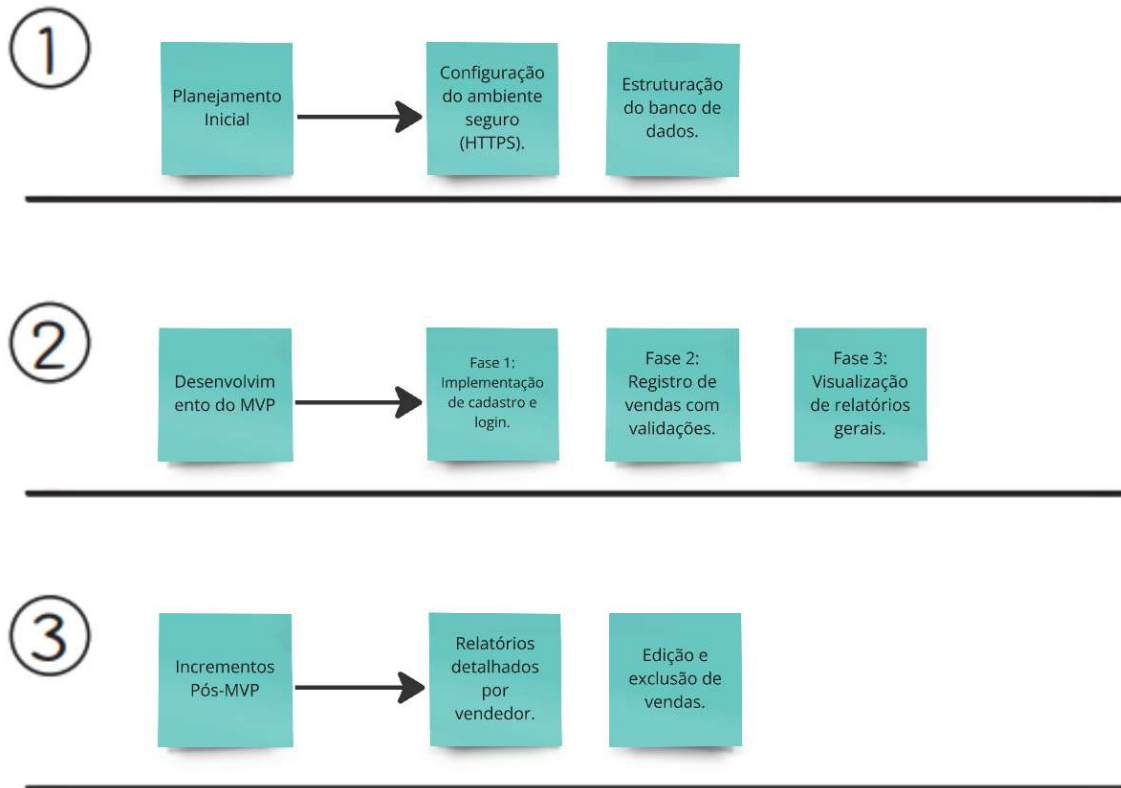 1
Planejamento
Inicial
Configuração
do ambiente
seguro
(HTTPS).
Estruturação
do banco de
dados.
2
Desenvolvim
ento do MVP
Fase 1:
Implementação
de cadastro e
login.
Fase 2:
Registro de
vendas com
validações.
Fase 3:
Visualização
de relatórios
gerais.
3
Incrementos
Pós-MVP
Relatórios
detalhados
por
vendedor.
Edição e
exclusão de
vendas.